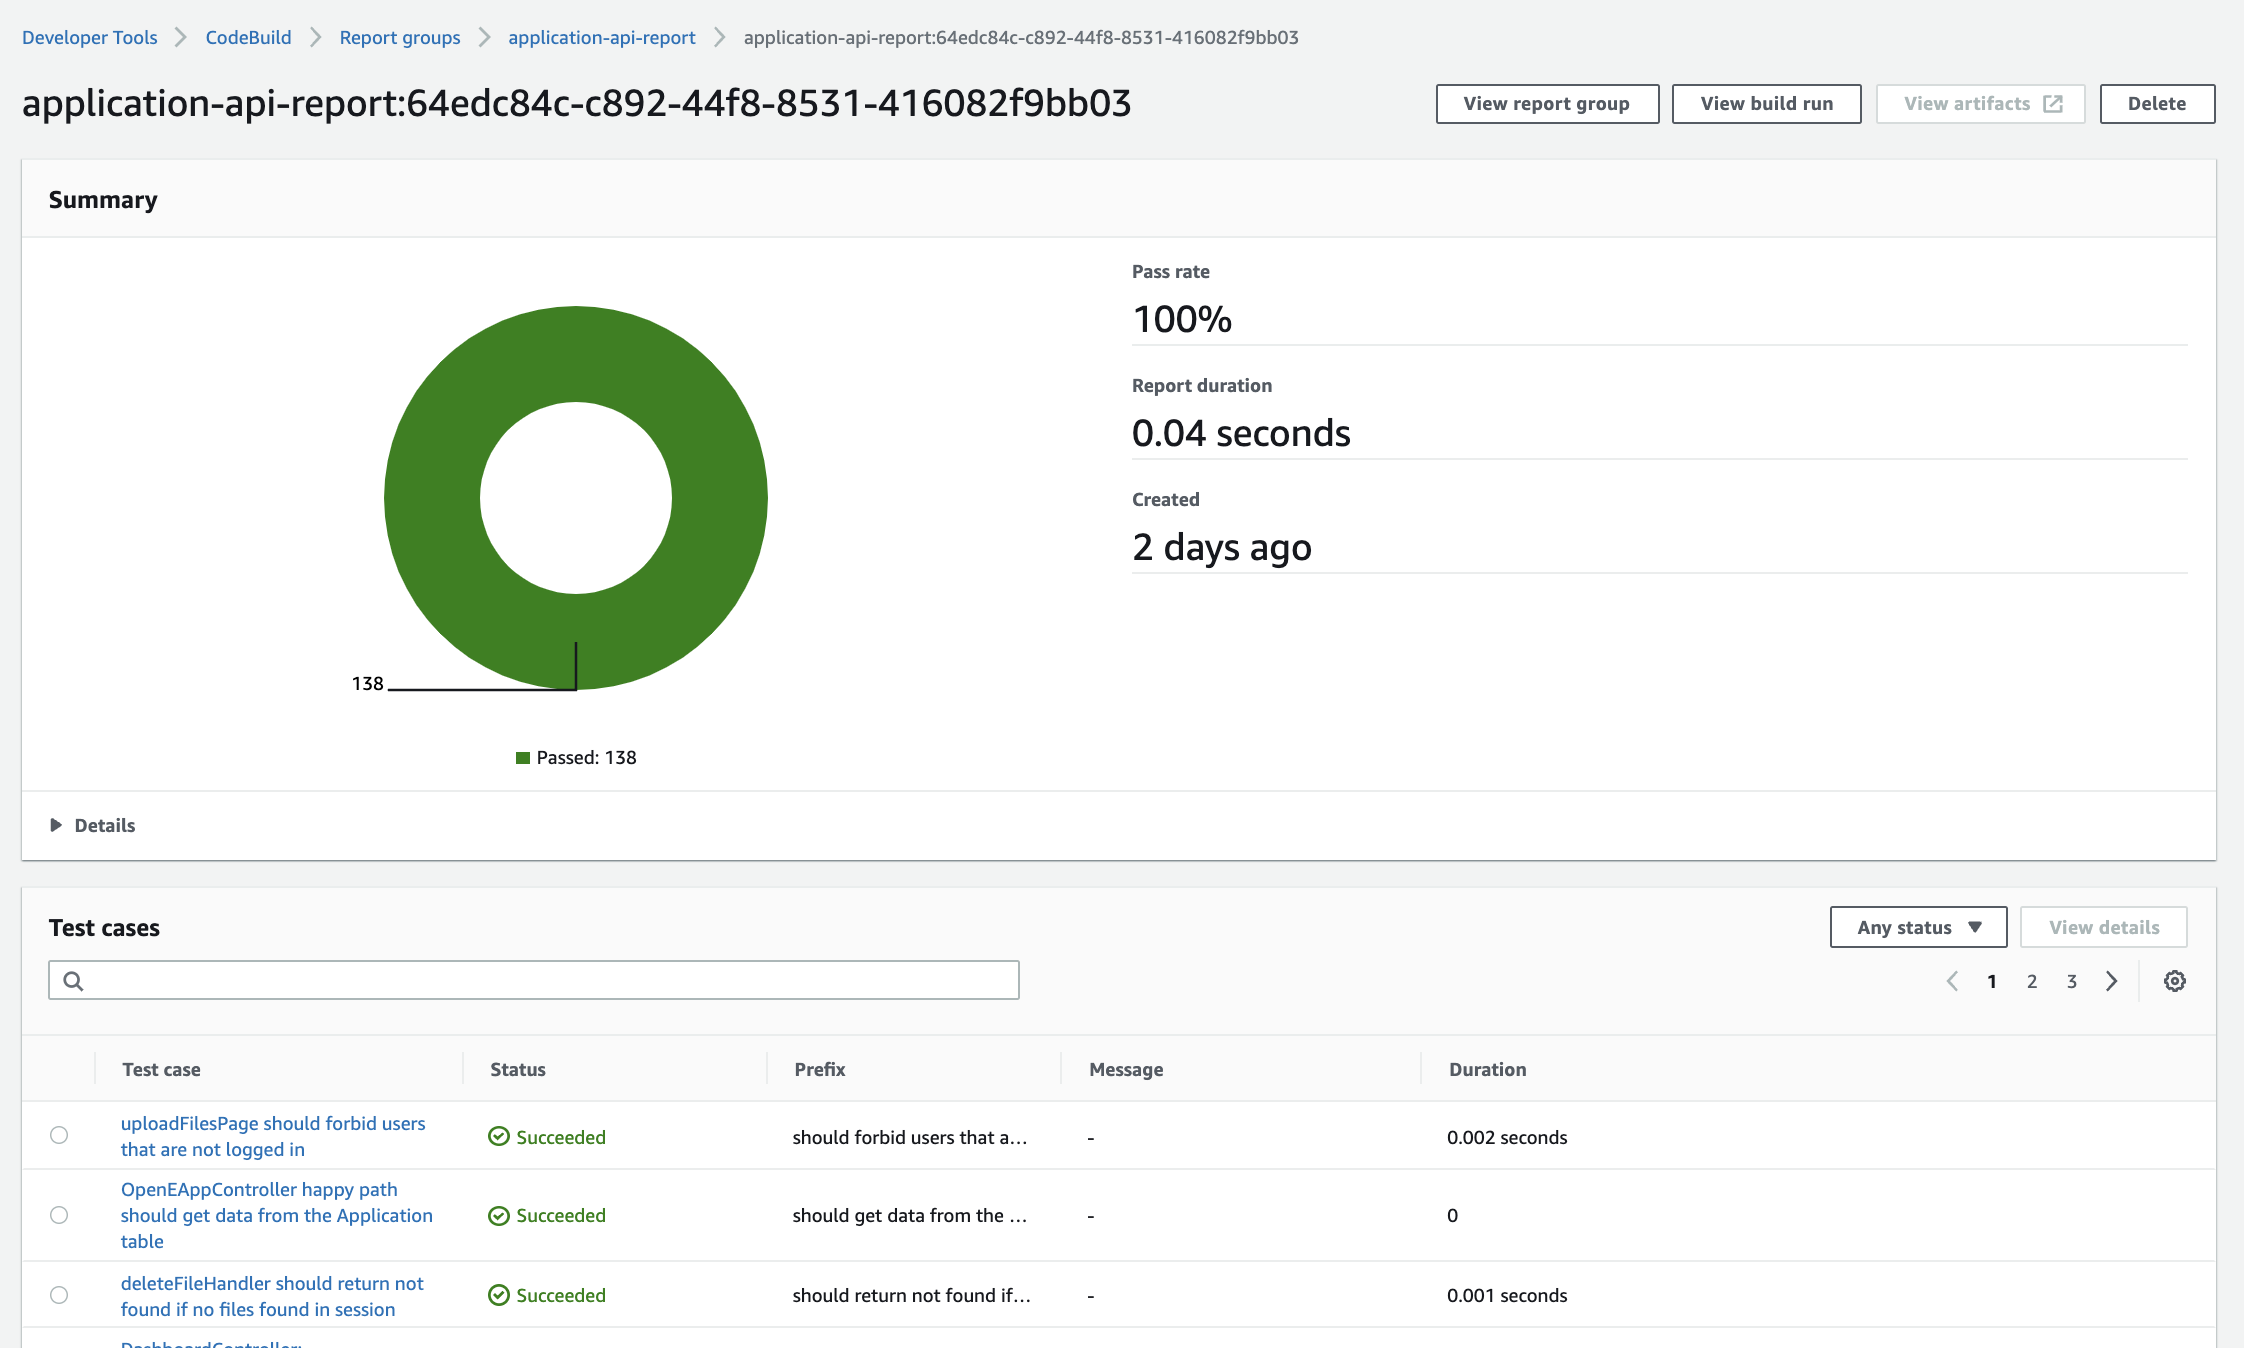 Developer Tools
CodeBuild
Report groups
application-api-report
application-api-report:64edc84c-c892-44f8-8531-416082f9bb03
application-api-report:64edc84c-c892-44f8-8531-416082f9bb03
View report group
View build run
View artifacts
Delete
Summary
138
Passed: 138
Pass rate
100%
Report duration
0.04 seconds
Created
2 days ago
Details
Test cases
Any status
View details
1
2
3
Test case
Status
Prefix
Message
Duration
uploadFilesPage should forbid users
that are not logged in
Succeeded
should forbid users that a...
-
0.002 seconds
OpenEAppController happy path
should get data from the Application
table
Succeeded
should get data from the ...
-
0
deleteFileHandler should return not
found if no files found in session
Succeeded
should return not found if...
-
0.001 seconds
DashboardController: